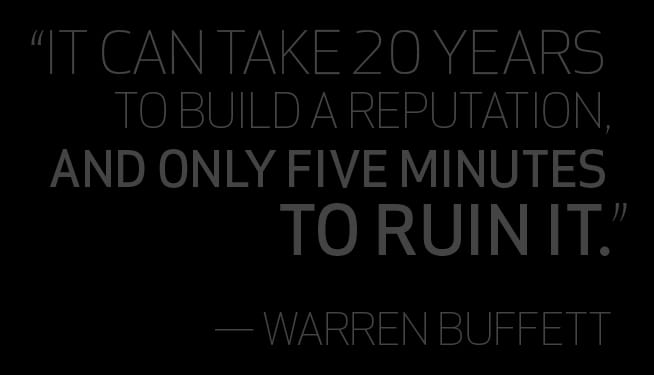 “IT CAN TAKE 20 YEARS
TO BUILD A REPUTATION,
AND ONLY FIVE MINUTES
TO RUIN IT.”
— WARREN BUFFETT